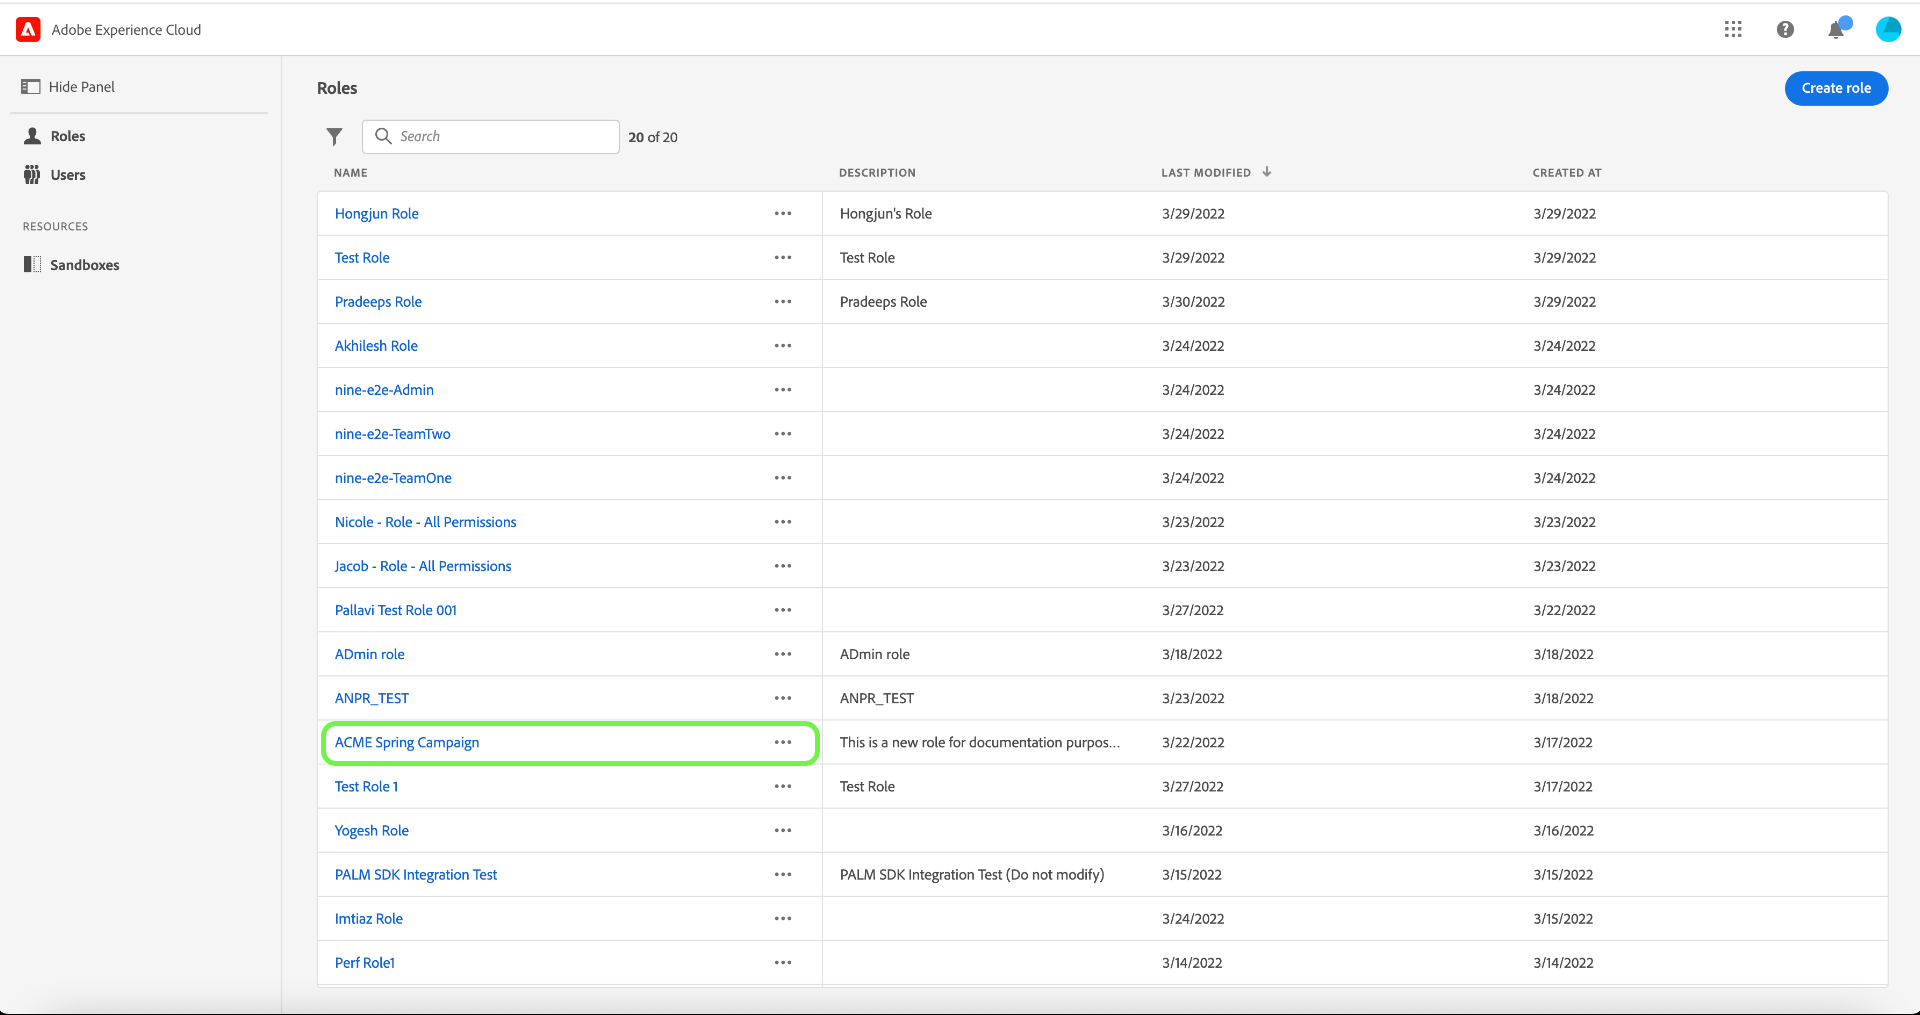 Adobe Experience Cloud
Hide Panel
Roles
Users
RESOURCES
Sandboxes
Roles
Create role
Search
20 of 20
NAME DESCRIPTION LAST MODIFIED CREATED AT
Hongjun Role Hongjun's Role 3/29/2022 3/29/2022
Test Role Test Role 3/29/2022 3/29/2022
Pradeeps Role Pradeeps Role 3/30/2022 3/29/2022
Akhilesh Role 3/24/2022 3/24/2022
nine-e2e-Admin 3/24/2022 3/24/2022
nine-e2e-TeamTwo 3/24/2022 3/24/2022
nine-e2e-TeamOne 3/24/2022 3/24/2022
Nicole - Role - All Permissions 3/23/2022 3/23/2022
Jacob - Role - All Permissions 3/23/2022 3/23/2022
Pallavi Test Role 001 3/27/2022 3/22/2022
ADmin role ADmin role 3/18/2022 3/18/2022
ANPR_TEST ANPR_TEST 3/23/2022 3/18/2022
ACME Spring Campaign This is a new role for documentation purpos... 3/22/2022 3/17/2022
Test Role 1 Test Role 3/27/2022 3/17/2022
Yogesh Role 3/16/2022 3/16/2022
PALM SDK Integration Test PALM SDK Integration Test (Do not modify) 3/15/2022 3/15/2022
Imtiaz Role 3/24/2022 3/15/2022
Perf Role1 3/14/2022 3/14/2022